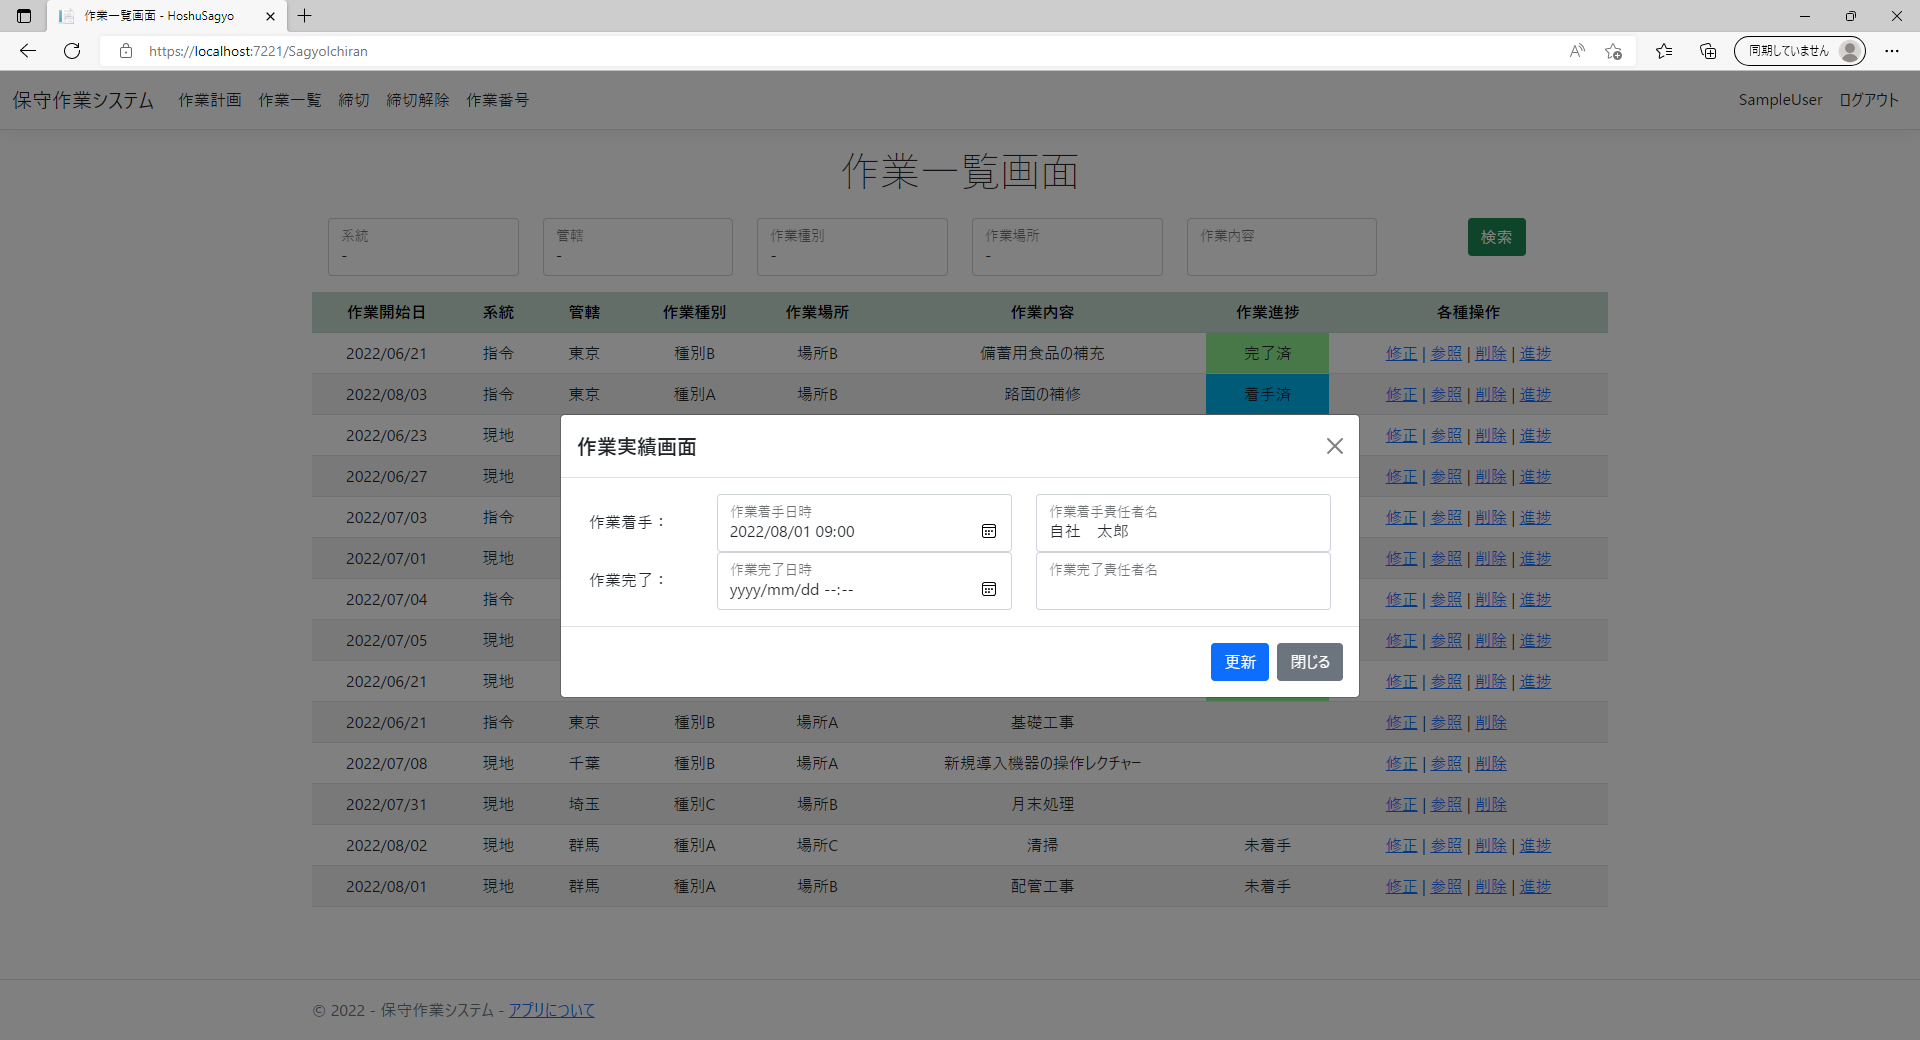 作業一覧画面 - HoshuSagyo
https://localhost:7221/SagyoIchiran
同期していません
保守作業システム 作業計画 作業一覧 締切 締切解除 作業番号 SampleUser ログアウト
作業一覧画面
系統 管轄 作業種別 作業場所 作業内容 検索
- - - -
作業開始日 系統 管轄 作業種別 作業場所 作業内容 作業進捗 各種操作
2022/06/21 指令 東京 種別B 場所B 備蓄用食品の補充 完了済 修正 | 参照 | 削除 | 進捗
2022/08/03 指令 東京 種別A 場所B 路面の補修 着手済 修正 | 参照 | 削除 | 進捗
2022/06/23 現地 修正 | 参照 | 削除 | 進捗
2022/06/27 現地 修正 | 参照 | 削除 | 進捗
2022/07/03 指令 修正 | 参照 | 削除 | 進捗
2022/07/01 現地 修正 | 参照 | 削除 | 進捗
2022/07/04 指令 修正 | 参照 | 削除 | 進捗
2022/07/05 現地 修正 | 参照 | 削除 | 進捗
2022/06/21 現地 修正 | 参照 | 削除 | 進捗
2022/06/21 指令 東京 種別B 場所A 基礎工事 修正 | 参照 | 削除
2022/07/08 現地 千葉 種別B 場所A 新規導入機器の操作レクチャー 修正 | 参照 | 削除
2022/07/31 現地 埼玉 種別C 場所B 月末処理 修正 | 参照 | 削除
2022/08/02 現地 群馬 種別A 場所C 清掃 未着手 修正 | 参照 | 削除 | 進捗
2022/08/01 現地 群馬 種別A 場所B 配管工事 未着手 修正 | 参照 | 削除 | 進捗
作業実績画面
作業着手： 作業着手日時 作業着手責任者名
2022/08/01 09:00 自社　太郎
作業完了： 作業完了日時 作業完了責任者名
yyyy/mm/dd --:--
更新 閉じる
© 2022 - 保守作業システム - アプリについて